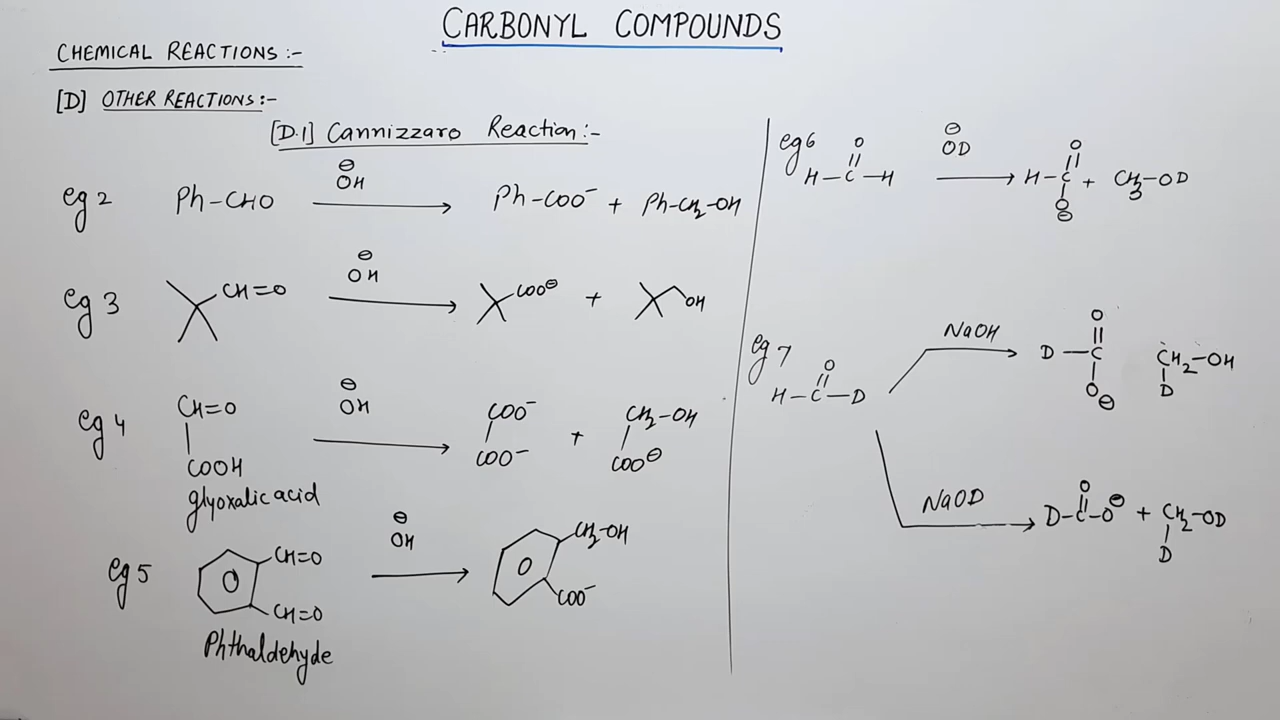 CARBONYL COMPOUNDS
CHEMICAL REACTIONS :-
[D] OTHER REACTIONS :-
[D.1] Cannizzaro Reaction :-
eg 2 Ph-CHO ⊖OH → Ph-COO⁻ + Ph-CH₂-OH
eg 3 CH=O ⊖OH → COO⊖ + OH
eg 4 CH=O ⊖OH → COO⁻ + CH₂-OH
COOH COO⁻ COO⊖
glyoxalic acid
eg 5 CH=O ⊖OH → CH₂-OH
CH=O COO⁻
Phthaldehyde
eg 6 O ⊖OD O
H-C-H → H-C + CH₃-OD
O
⊖
eg 7 O
H-C-D
NaOH → O
D-C CH₂-OH
O⊖ D
NaOD → O
D-C-O⊖ + CH₂-OD
D